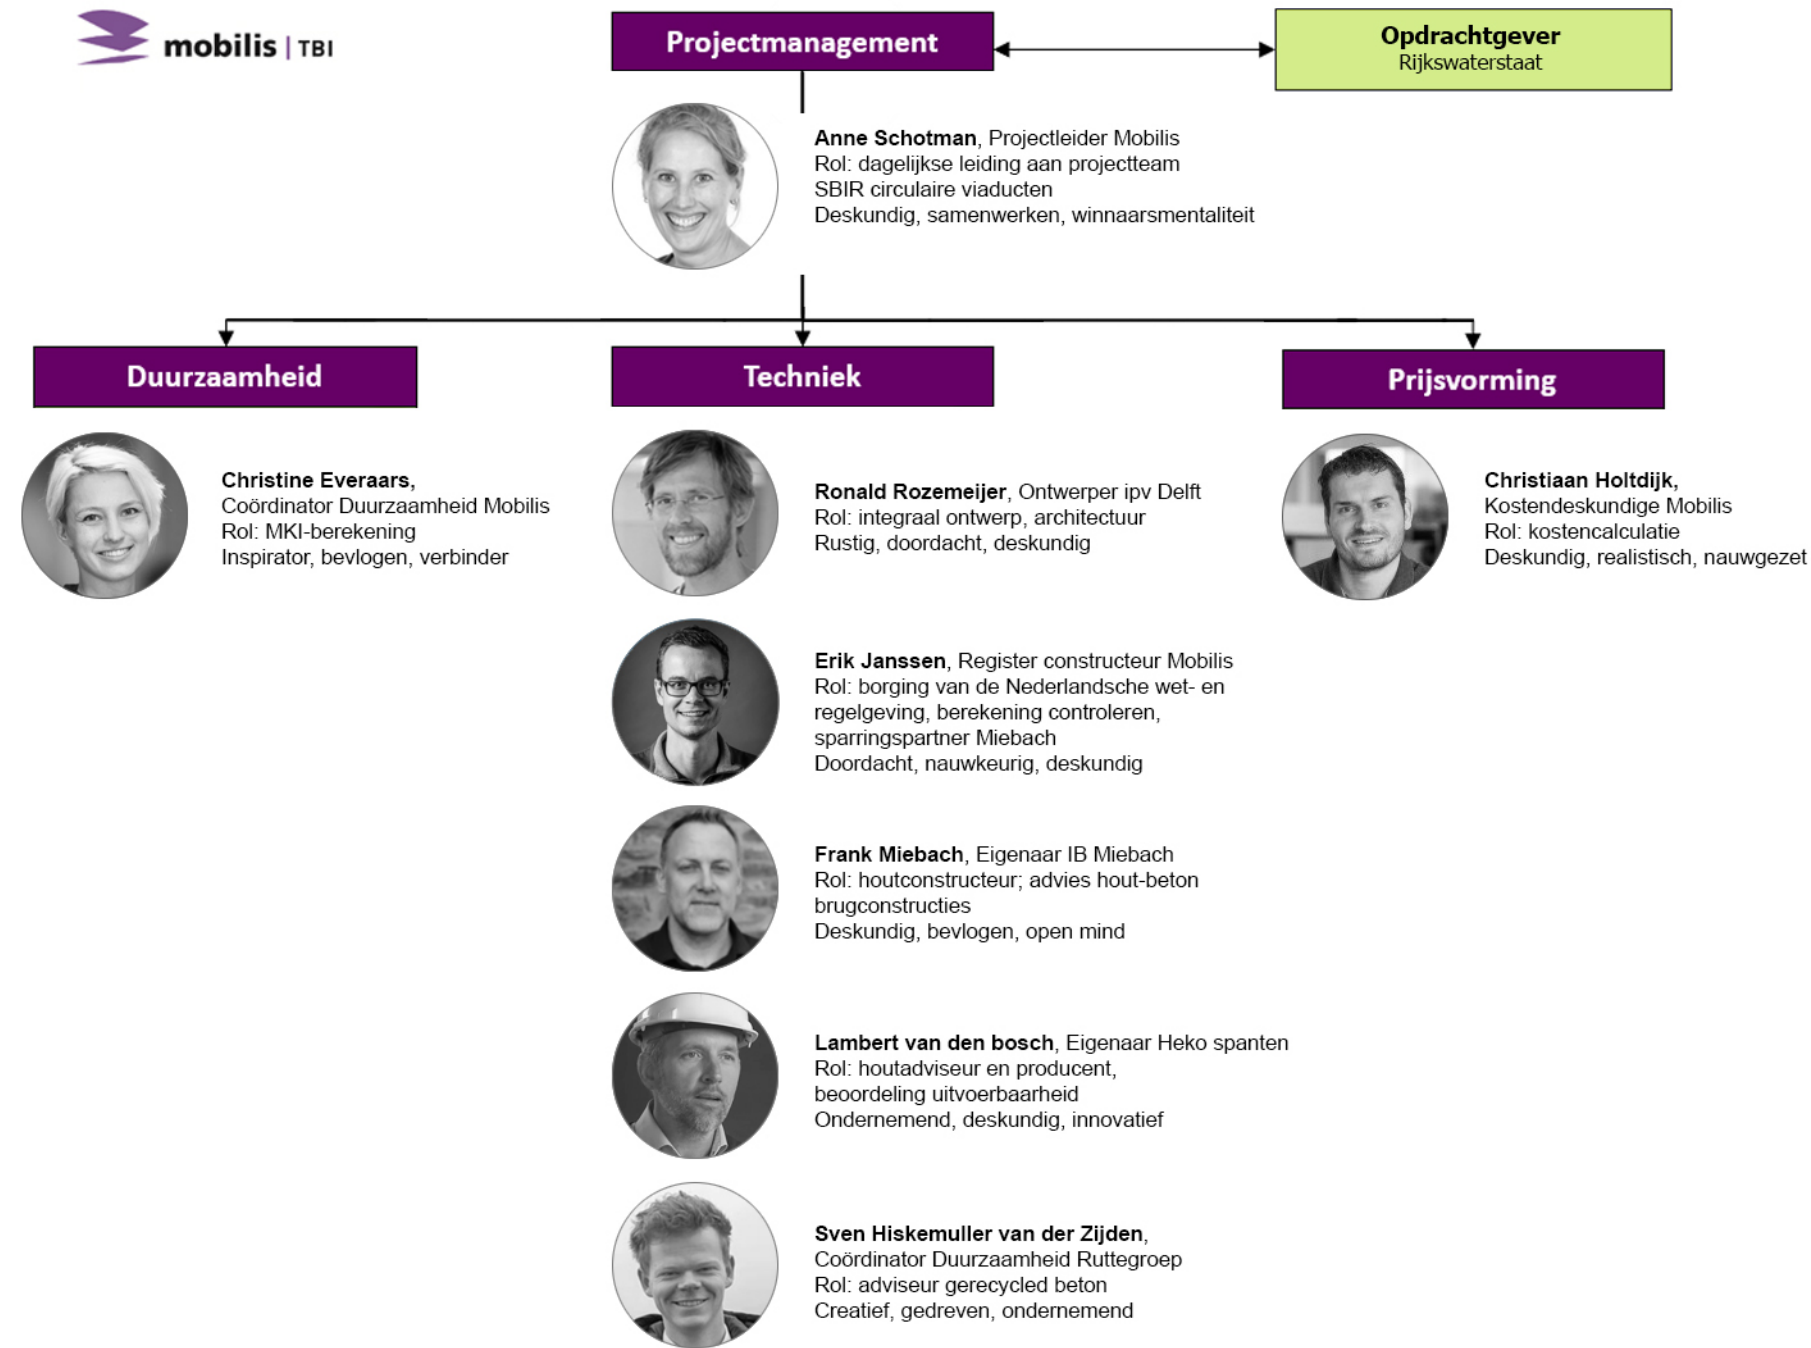 mobilis | TBI
Projectmanagement
Opdrachtgever
Rijkswaterstaat
Anne Schotman, Projectleider Mobilis
Rol: dagelijkse leiding aan projectteam
SBIR circulaire viaducten
Deskundig, samenwerken, winnaarsmentaliteit
Duurzaamheid
Christine Everaars,
Coördinator Duurzaamheid Mobilis
Rol: MKI-berekening
Inspirator, bevlogen, verbinder
Techniek
Ronald Rozemeijer, Ontwerper ipv Delft
Rol: integraal ontwerp, architectuur
Rustig, doordacht, deskundig
Erik Janssen, Register constructeur Mobilis
Rol: borging van de Nederlandsche wet- en
regelgeving, berekening controleren,
sparringspartner Miebach
Doordacht, nauwkeurig, deskundig
Frank Miebach, Eigenaar IB Miebach
Rol: houtconstructeur; advies hout-beton
brugconstructies
Deskundig, bevlogen, open mind
Lambert van den bosch, Eigenaar Heko spanten
Rol: houtadviseur en producent,
beoordeling uitvoerbaarheid
Ondernemend, deskundig, innovatief
Sven Hiskemuller van der Zijden,
Coördinator Duurzaamheid Ruttegroep
Rol: adviseur gerecycled beton
Creatief, gedreven, ondernemend
Prijsvorming
Christiaan Holtdijk,
Kostendeskundige Mobilis
Rol: kostencalculatie
Deskundig, realistisch, nauwgezet